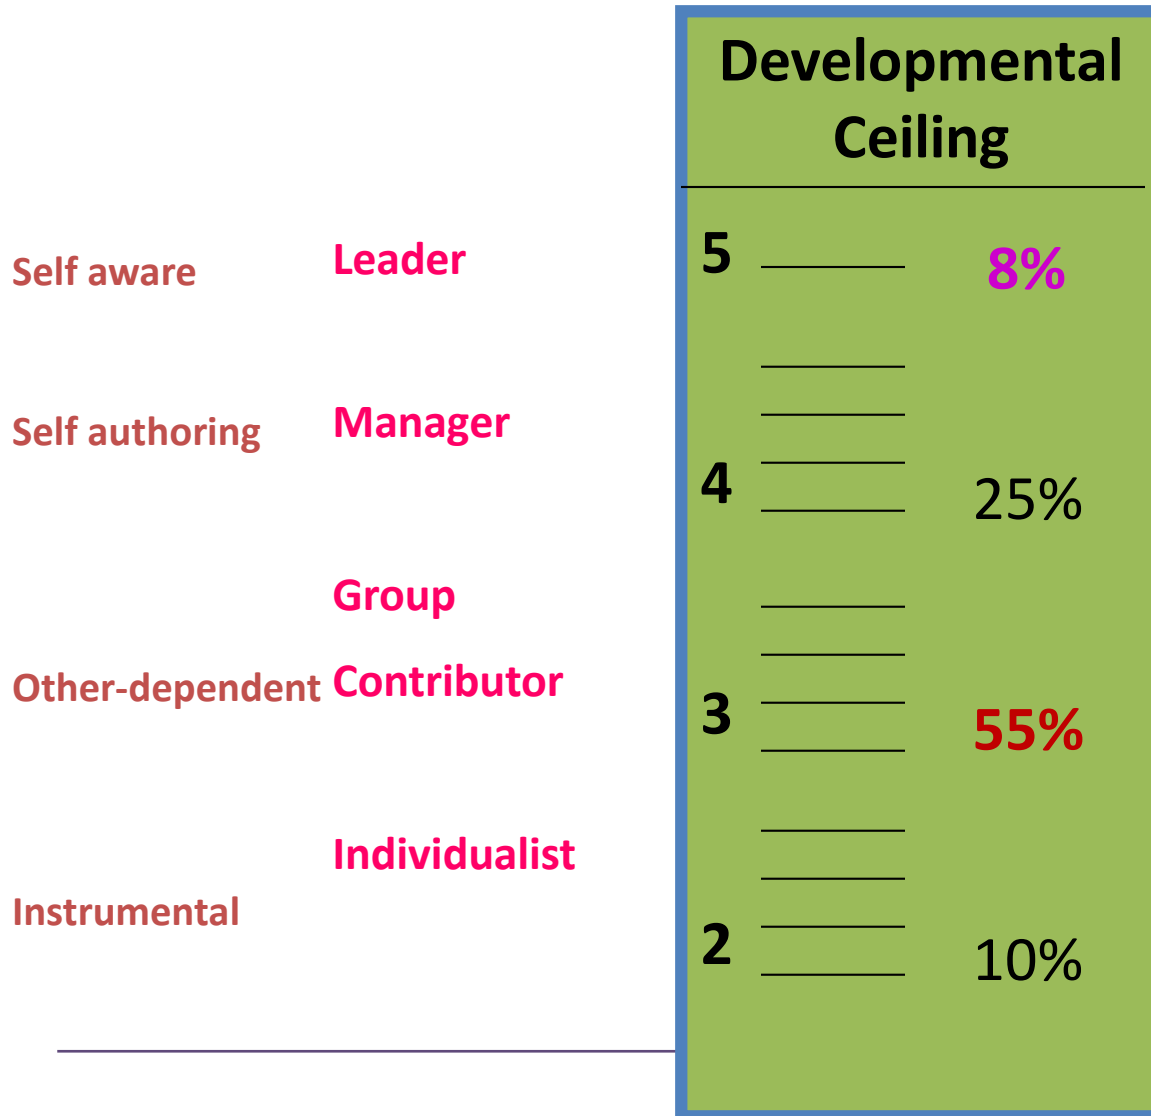 Developmental
Ceiling
Self aware Leader 5 8%
Self authoring Manager 4 25%
Group
Other-dependent Contributor 3 55%
Individualist
Instrumental
2 10%